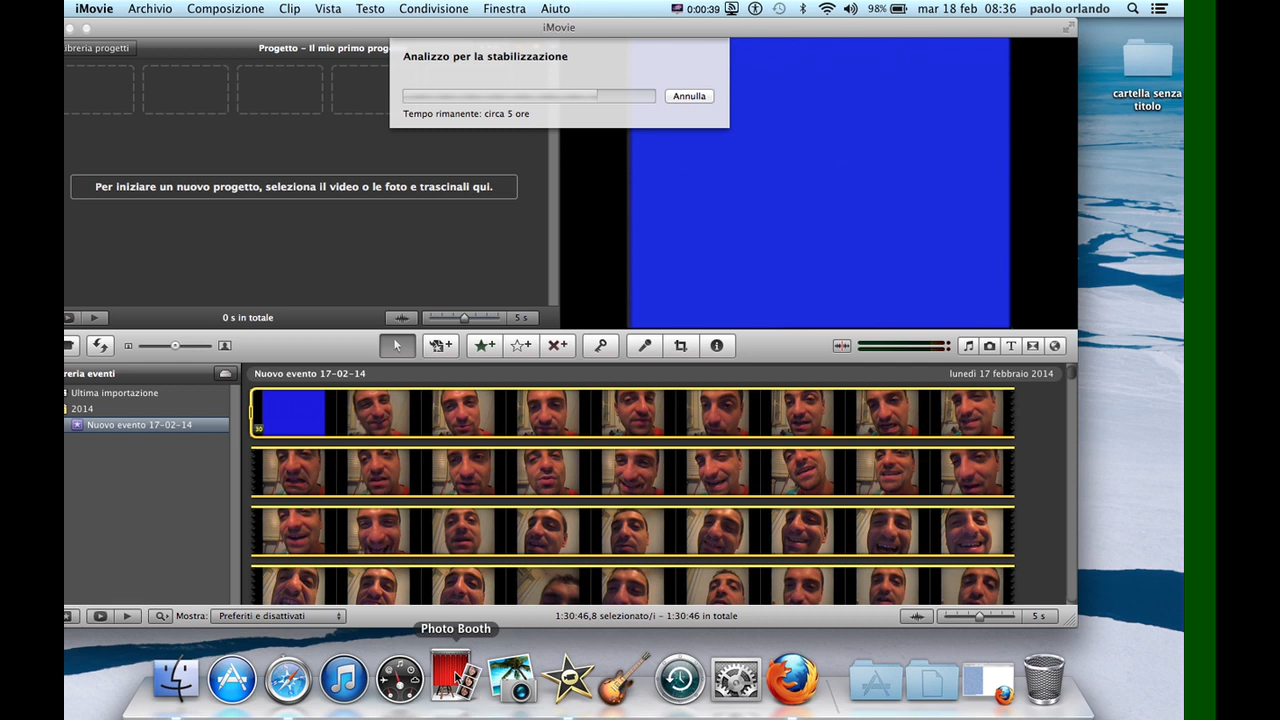 iMovie Archivio Composizione Clip Vista Testo Condivisione Finestra Aiuto 0:00:39 98% mar 18 feb 08:36 paolo orlando
iMovie
ibreria progetti Progetto - Il mio primo prog
Analizzo per la stabilizzazione
Annulla
Tempo rimanente: circa 5 ore
cartella senza
titolo
Per iniziare un nuovo progetto, seleziona il video o le foto e trascinali qui.
0 s in totale 5 s
reria eventi Nuovo evento 17-02-14 lunedì 17 febbraio 2014
Ultima importazione
2014
Nuovo evento 17-02-14
30
Mostra: Preferiti e disattivati 1:30:46,8 selezionato/i - 1:30:46 in totale 5 s
Photo Booth